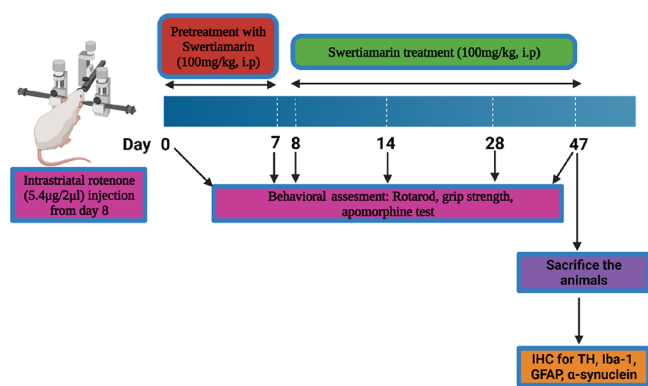 Pretreatment with
Swertiamarin
(100mg/kg, i.p)
Swertiamarin treatment (100mg/kg, i.p)
Day 0 7 8 14 28 47
Intrastriatal rotenone
(5.4µg/2µl) injection
from day 8
Behavioral assesment: Rotarod, grip strength,
apomorphine test
Sacrifice the
animals
IHC for TH, Iba-1,
GFAP, α-synuclein